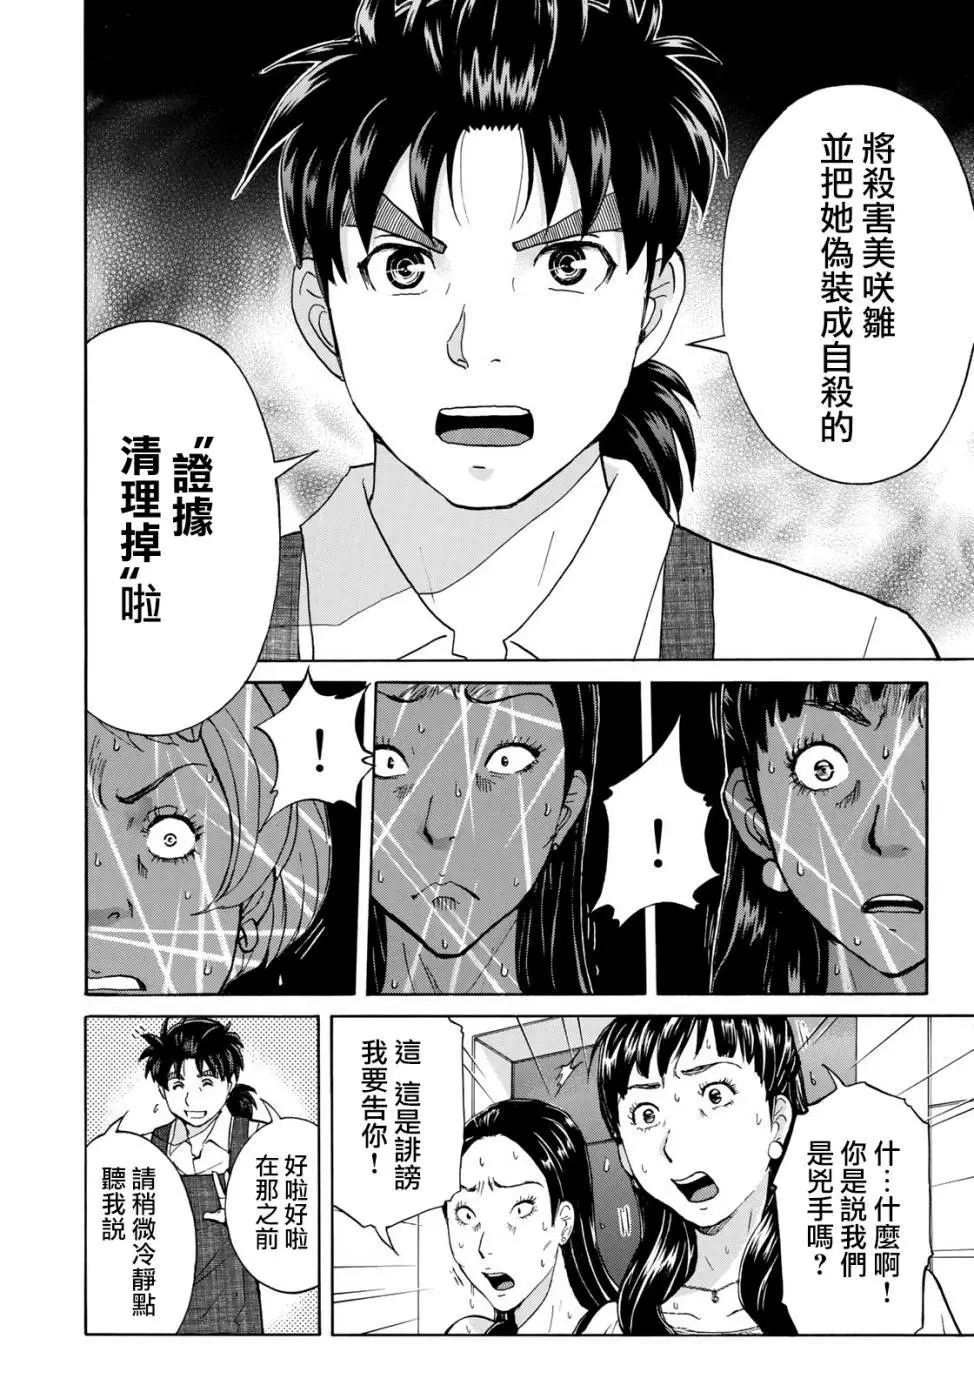 將殺害美咲雛
並把她偽裝成自殺的
"證據
清理掉"啦
！
！
什…什麼啊！
你是說我們
是兇手嗎？
這 這是誹謗
我要告你！
好啦好啦
在那之前
請稍微冷靜點
聽我説